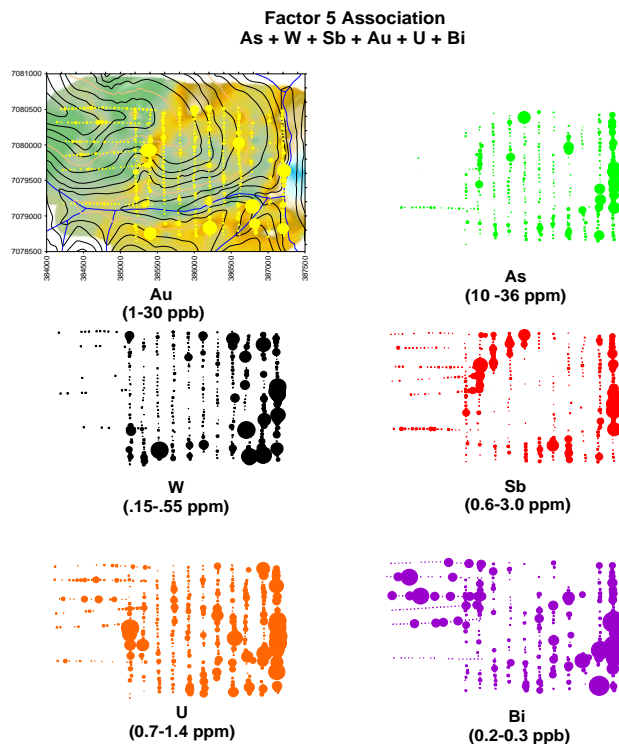 Factor 5 Association
As + W + Sb + Au + U + Bi
7081000
7080500
7080000
7079500
7079000
7078500
384000
384500
385000
385500
386000
386500
387000
387500
Au
(1-30 ppb)
As
(10 -36 ppm)
W
(.15-.55 ppm)
Sb
(0.6-3.0 ppm)
U
(0.7-1.4 ppm)
Bi
(0.2-0.3 ppb)